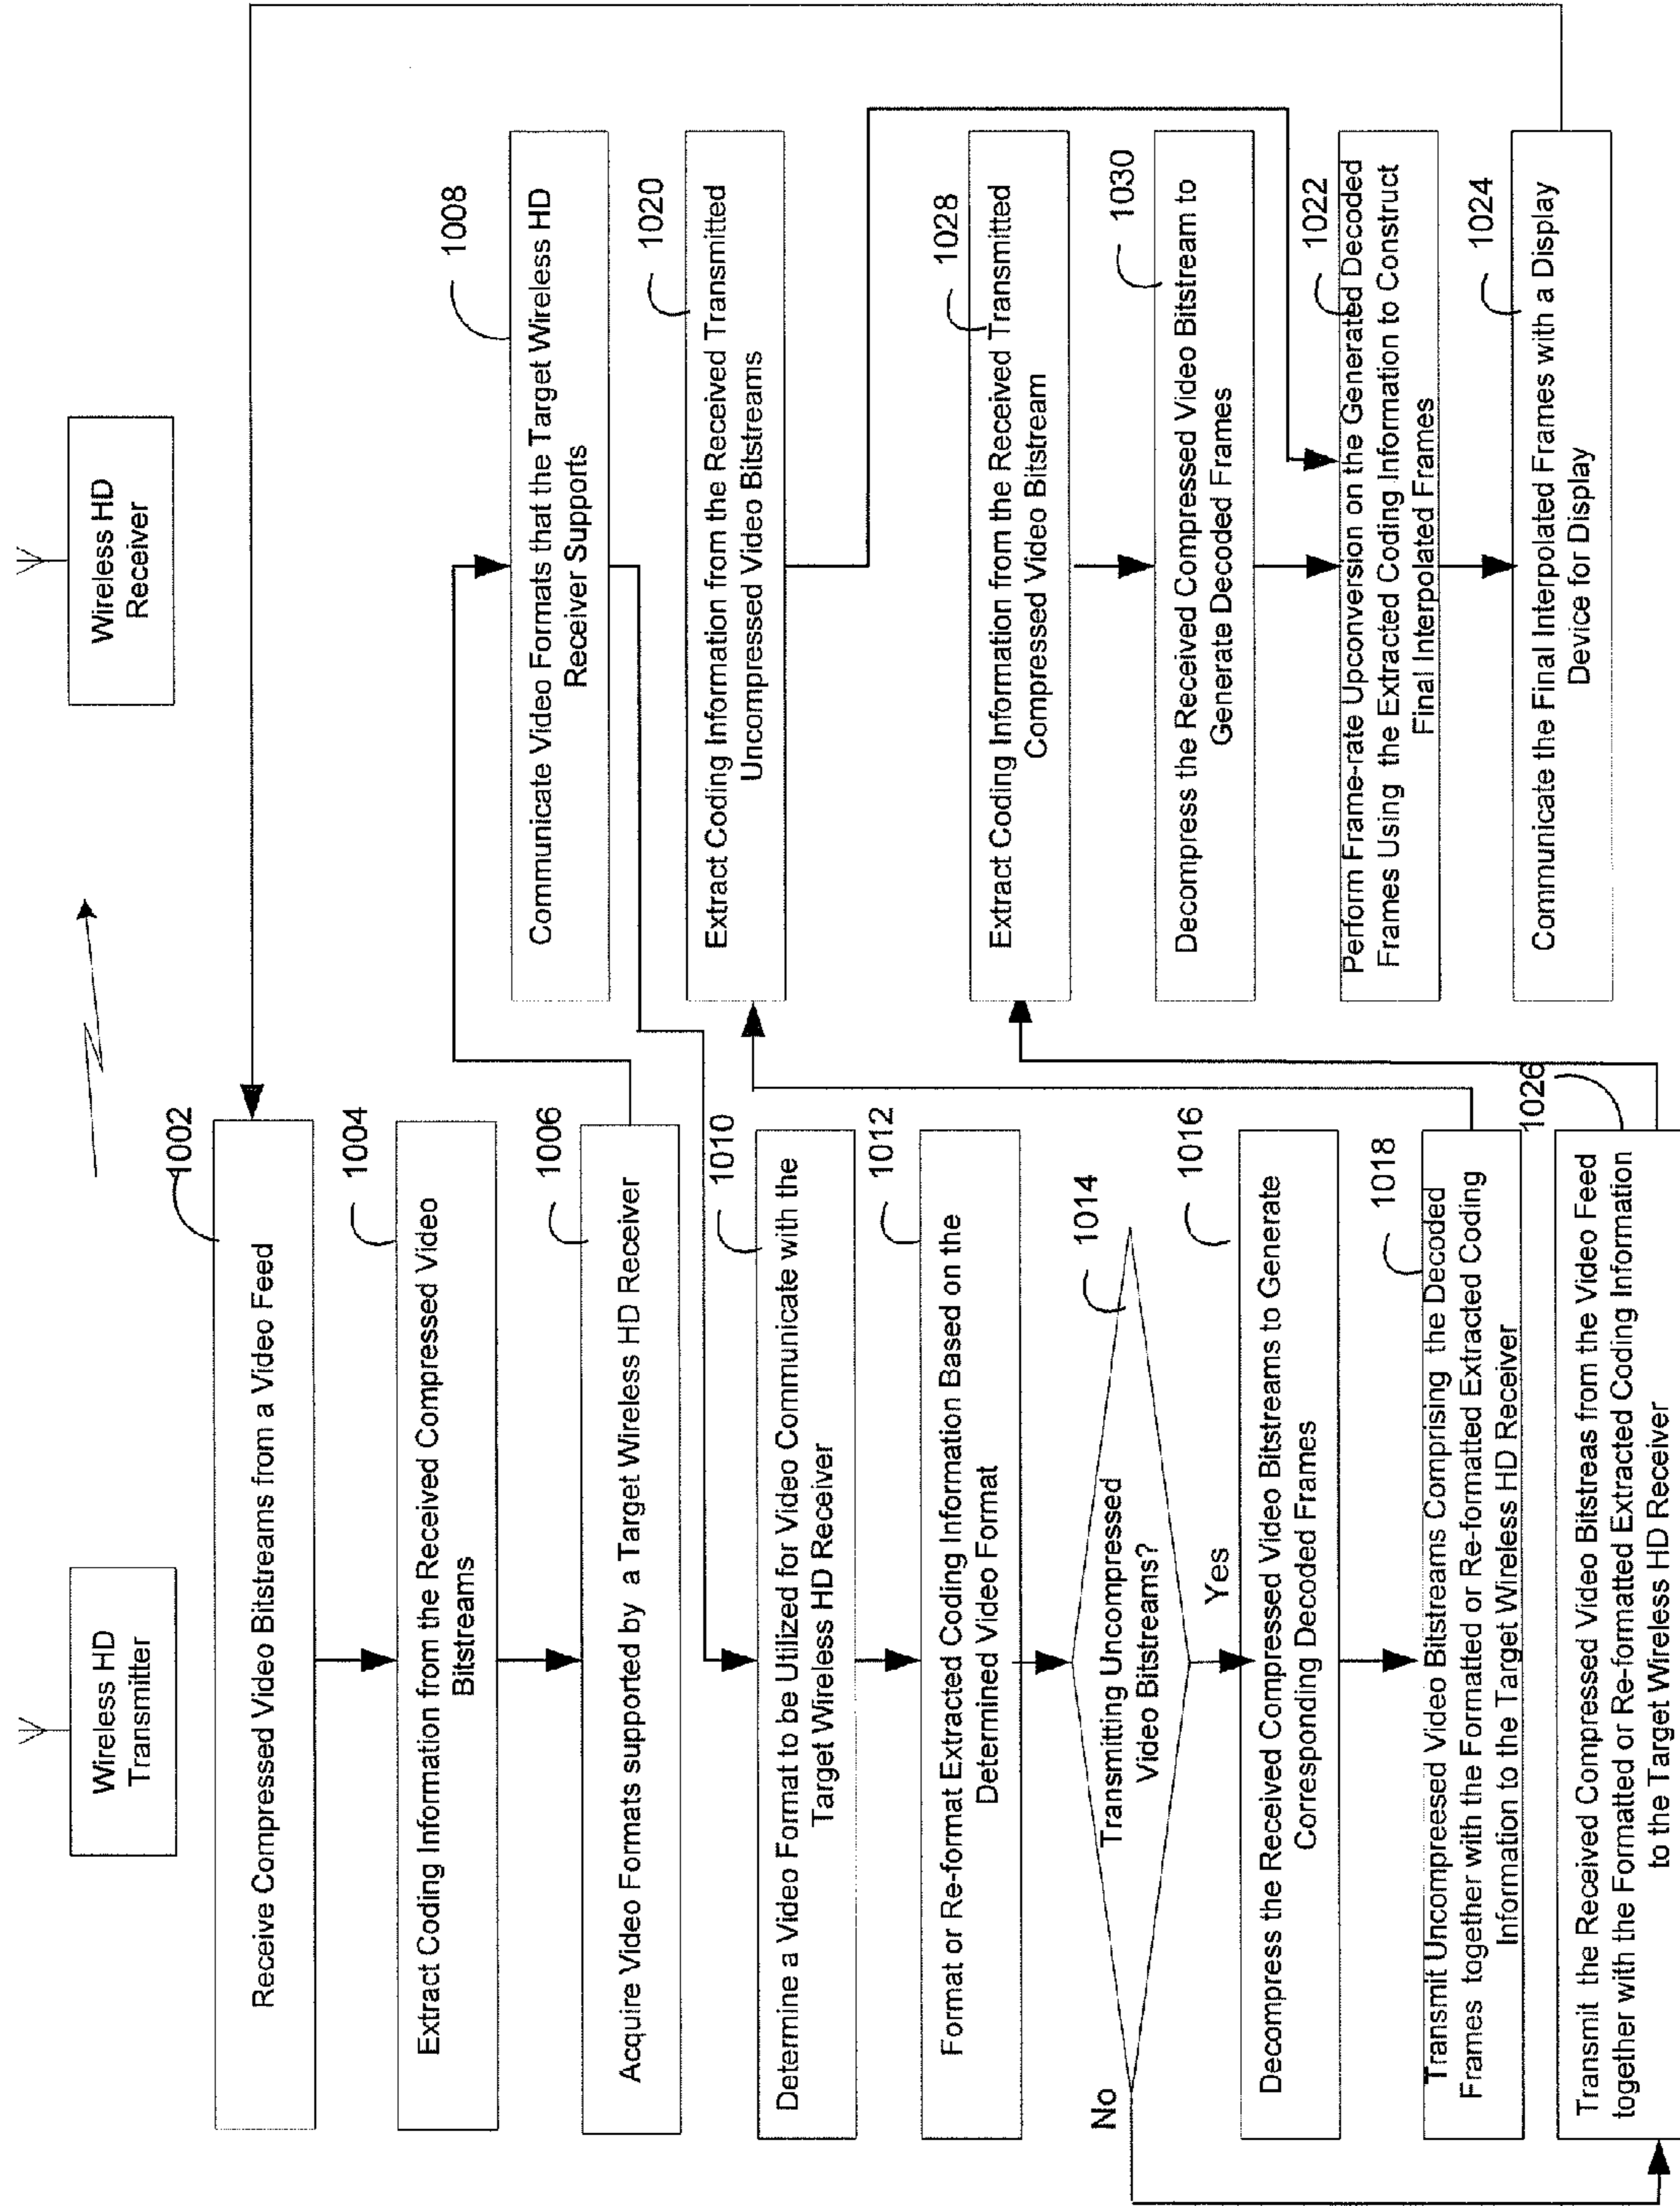 Wireless HD
Transmitter
Wireless HD
Receiver
1002
Receive Compressed Video Bitstreams from a Video Feed
1004
Extract Coding Information from the Received Compressed Video
Bitstreams
1006
Acquire Video Formats supported by a Target Wireless HD Receiver
1008
Communicate Video Formats that the Target Wireless HD
Receiver Supports
1010
Determine a Video Format to be Utilized for Video Communicate with the
Target Wireless HD Receiver
1012
Format or Re-format Extracted Coding Information Based on the
Determined Video Format
1014
Transmitting Uncompressed
Video Bitstreams?
No
Yes
1016
Decompress the Received Compressed Video Bitstreams to Generate
Corresponding Decoded Frames
1018
Transmit Uncompreesed Video Bitstreams Comprising the Decoded
Frames together with the Formatted or Re-formatted Extracted Coding
Information to the Target Wireless HD Receiver
1020
Extract Coding Information from the Received Transmitted
Uncompressed Video Bitstreams
1026
Transmit the Received Compressed Video Bitstreas from the Video Feed
together with the Formatted or Re-formatted Extracted Coding Information
to the Target Wireless HD Receiver
1028
Extract Coding Information from the Received Transmitted
Compressed Video Bitstream
1030
Decompress the Received Compressed Video Bitstream to
Generate Decoded Frames
1022
Perform Frame-rate Upconversion on the Generated Decoded
Frames Using the Extracted Coding Information to Construct
Final Interpolated Frames
1024
Communicate the Final Interpolated Frames with a Display
Device for Display